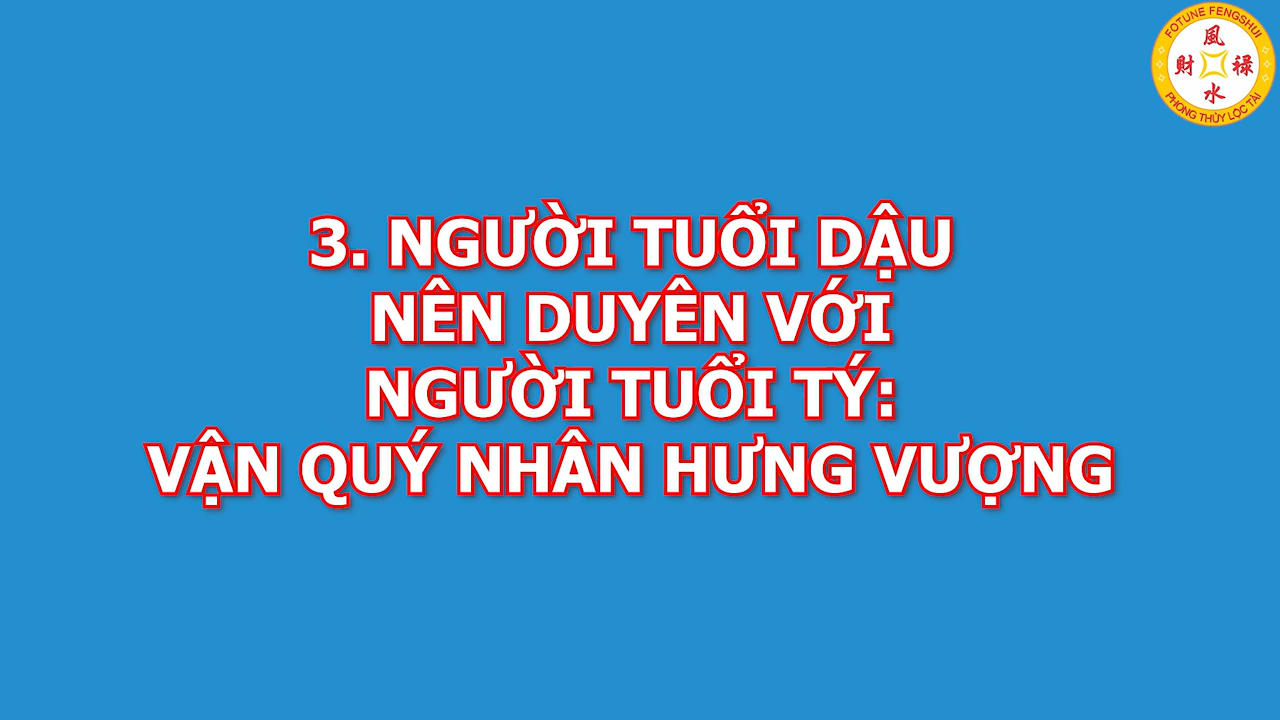 FOTUNE FENGSHUI
風
財 禄
水
PHONG THỦY LỘC TÀI
3. NGƯỜI TUỔI DẬU
NÊN DUYÊN VỚI
NGƯỜI TUỔI TÝ:
VẬN QUÝ NHÂN HƯNG VƯỢNG